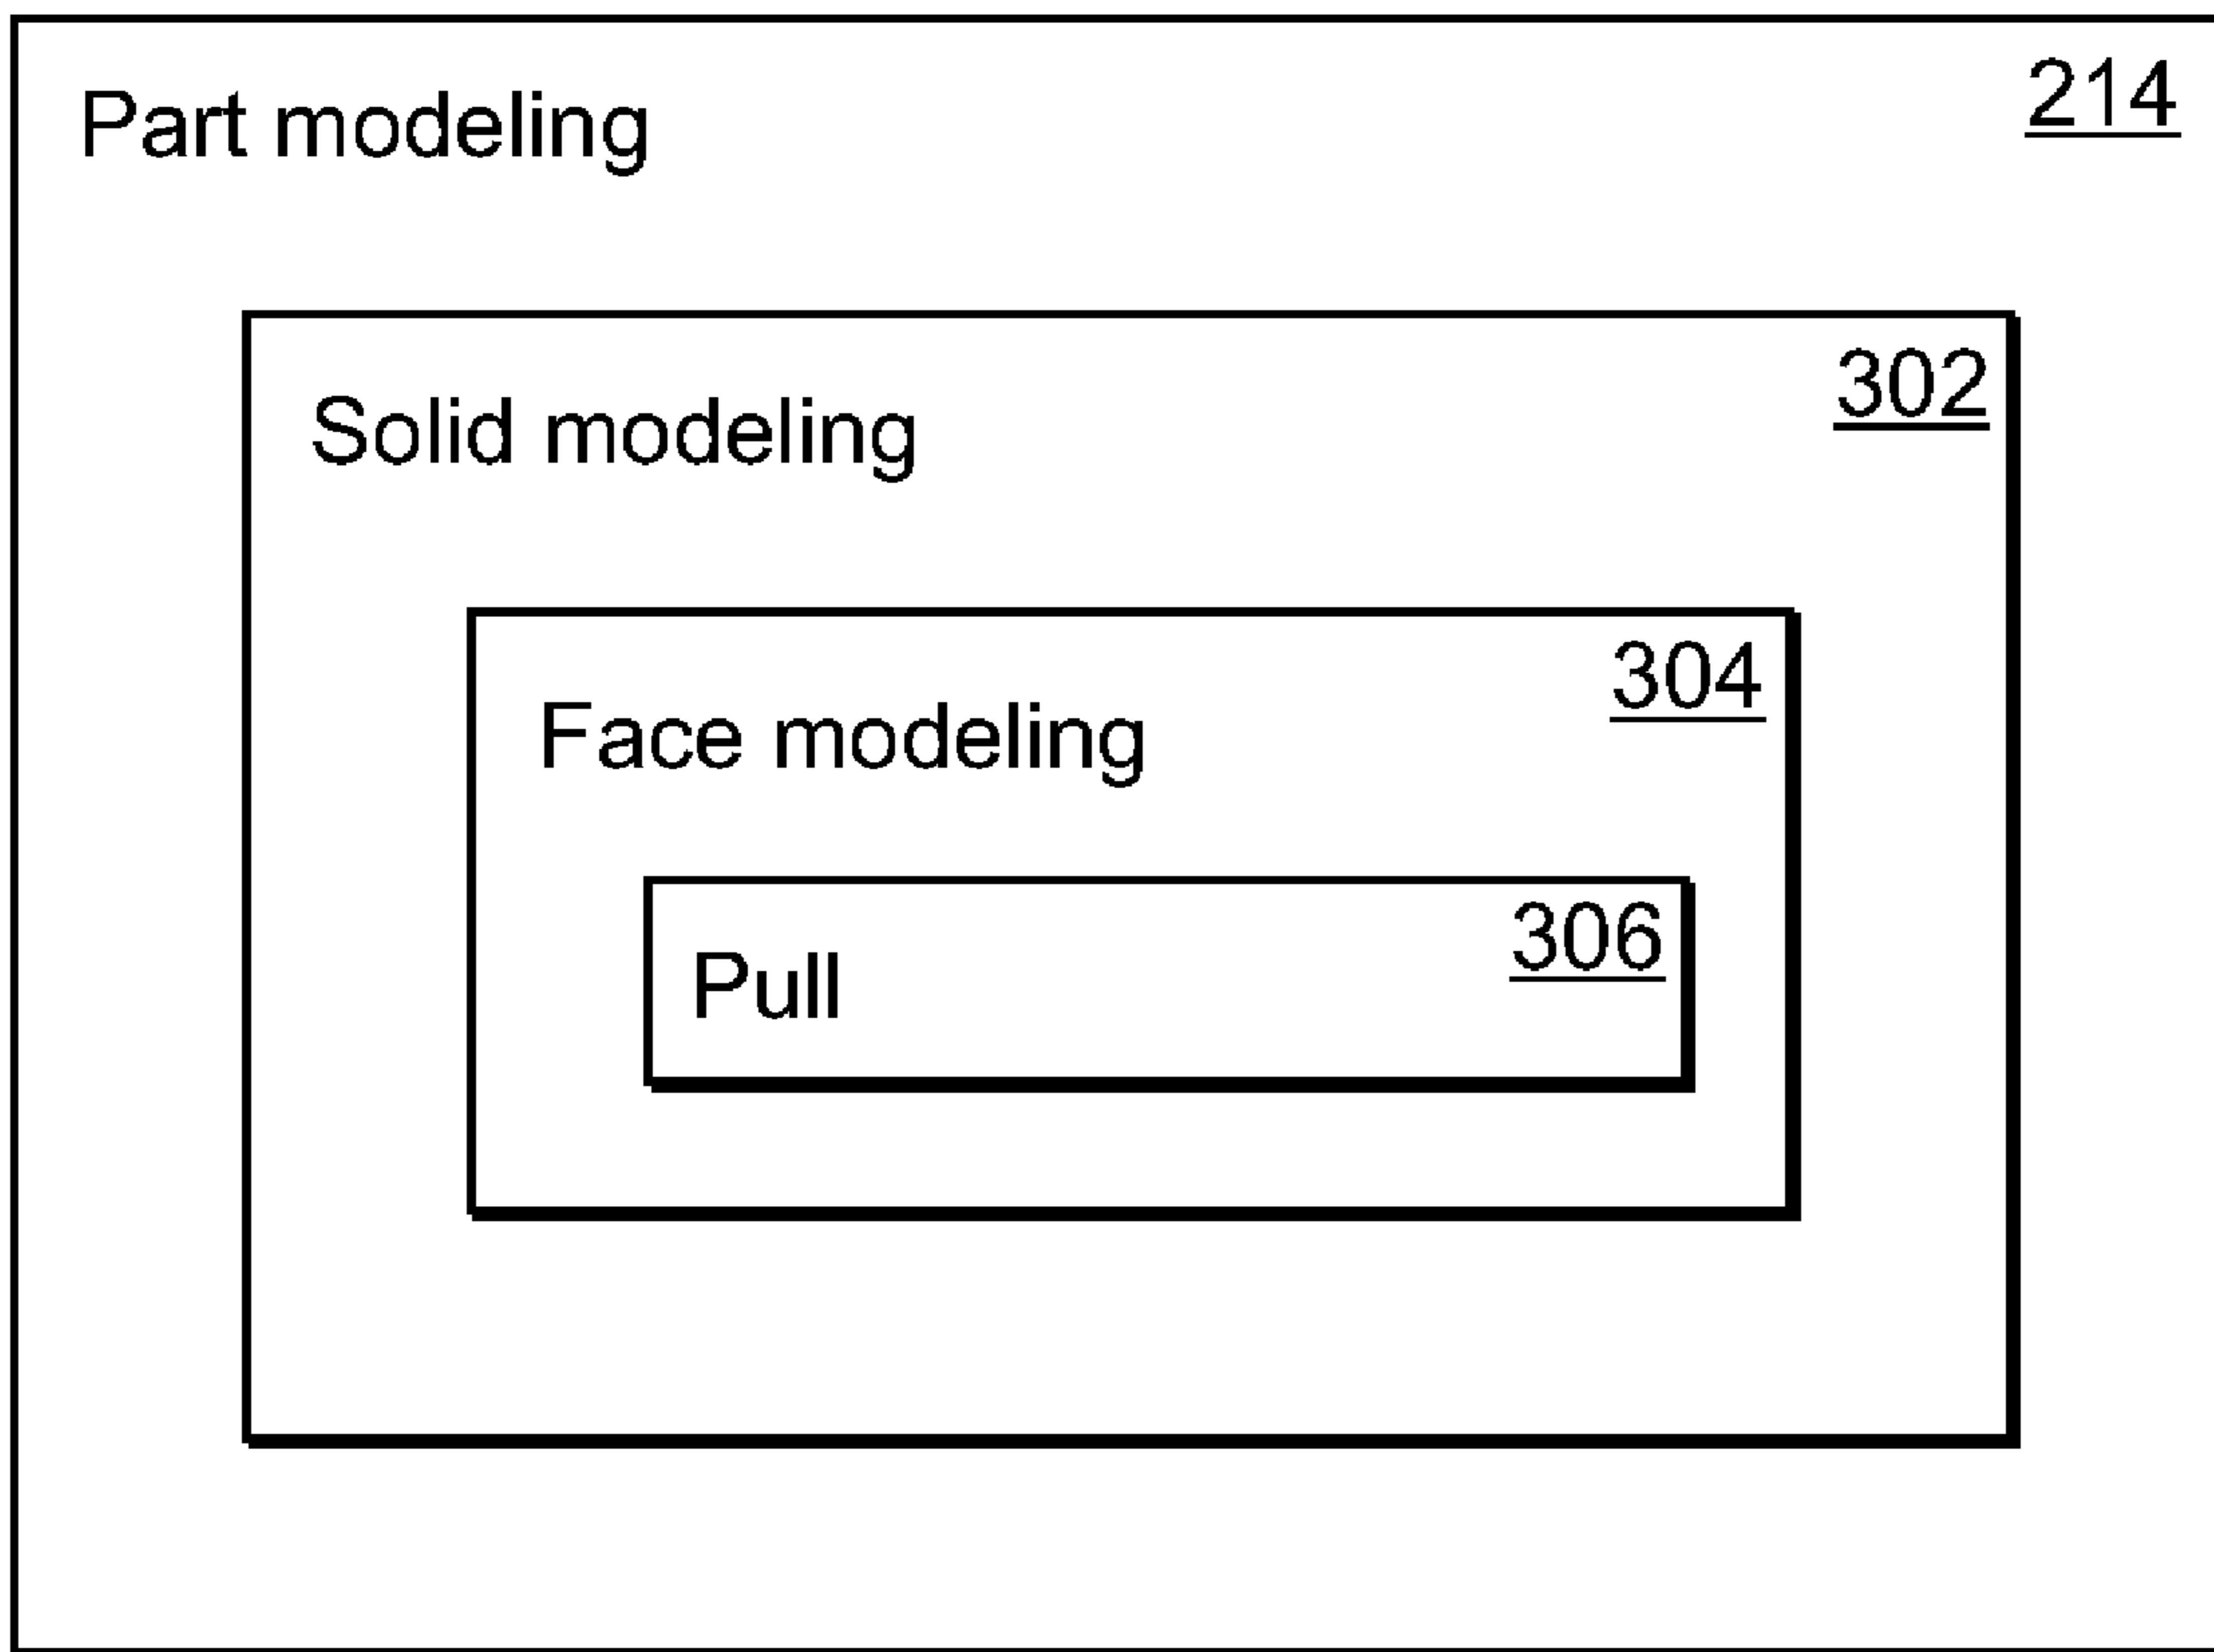 Part modeling 214
Solid modeling 302
Face modeling 304
Pull 306